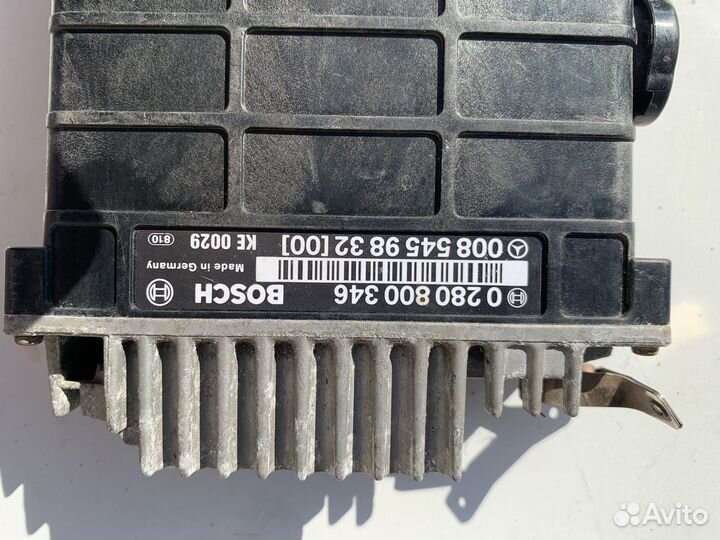 BOSCH
0 280 800 346
Made in Germany
008 545 98 32 [00]
KE 0029
810
Avito